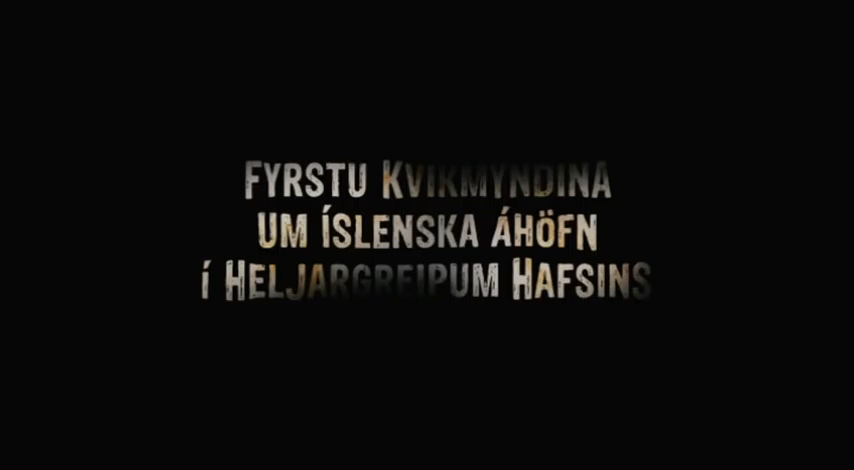 Fyrstu Kvikmyndina
um íslenska áhöfn
í Heljargreipum Hafsins